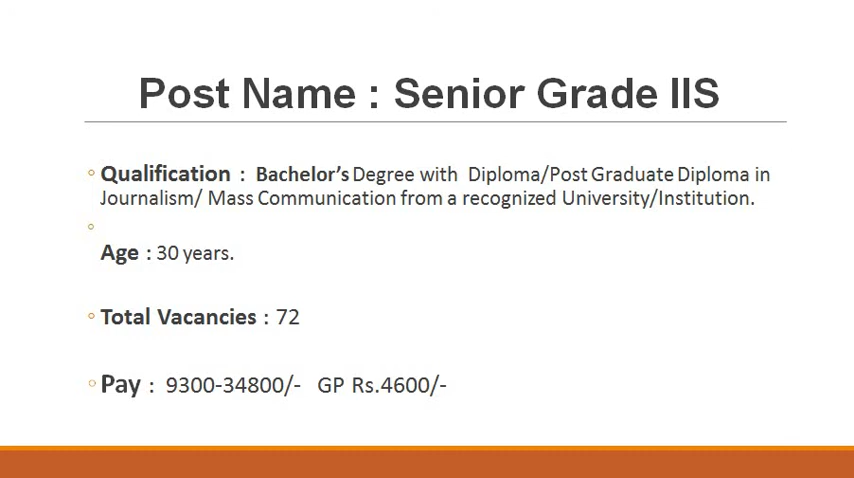 Post Name : Senior Grade IIS
◦ Qualification : Bachelor's Degree with Diploma/Post Graduate Diploma in
Journalism/ Mass Communication from a recognized University/Institution.
◦
Age : 30 years.
◦ Total Vacancies : 72
◦ Pay : 9300-34800/- GP Rs.4600/-